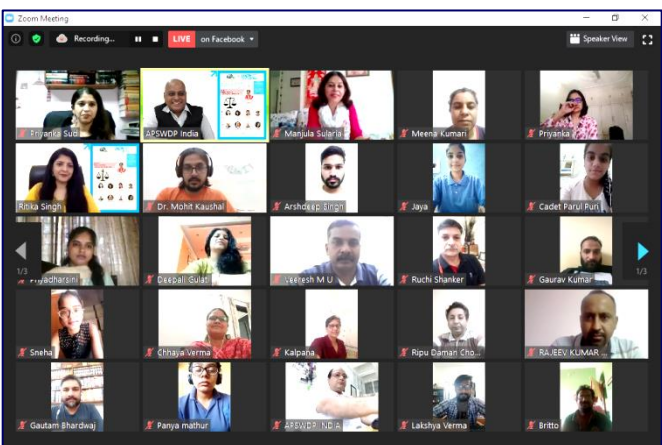 Zoom Meeting
Recording...
LIVE on Facebook
Speaker View
Priyanka Sud
APSWDP India
Manjula Sularia
Meena Kumari
Priyanka
Ritika Singh
Dr. Mohit Kaushal
Arshdeep Singh
Jaya
Cadet Parul Puri
1/3
Priyadharsini
Deepali Gulati
Veeresh M U
Ruchi Shanker
Gaurav Kumar
1/3
Sneha
Chhaya Verma
Kalpana
Ripu Daman Cho...
RAJEEV KUMAR ...
Gautam Bhardwaj
Panya mathur
APSWDP INDIA
Lakshya Verma
Britto